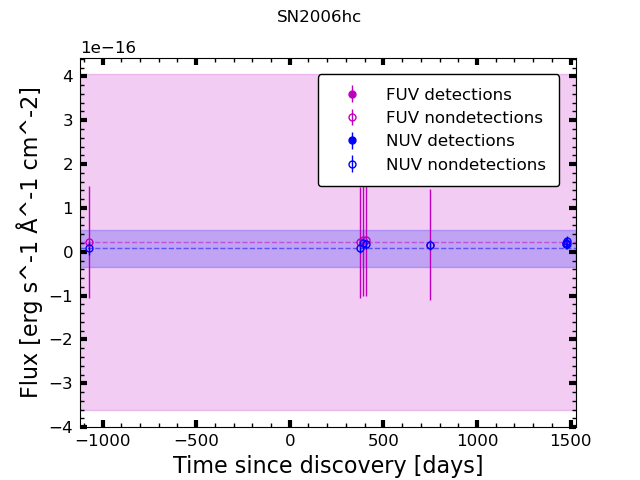 SN2006hc
1e−16
4
3
2
1
0
−1
−2
−3
−4
Flux [erg s^-1 Å^-1 cm^-2]
FUV detections
FUV nondetections
NUV detections
NUV nondetections
−1000 −500 0 500 1000 1500
Time since discovery [days]